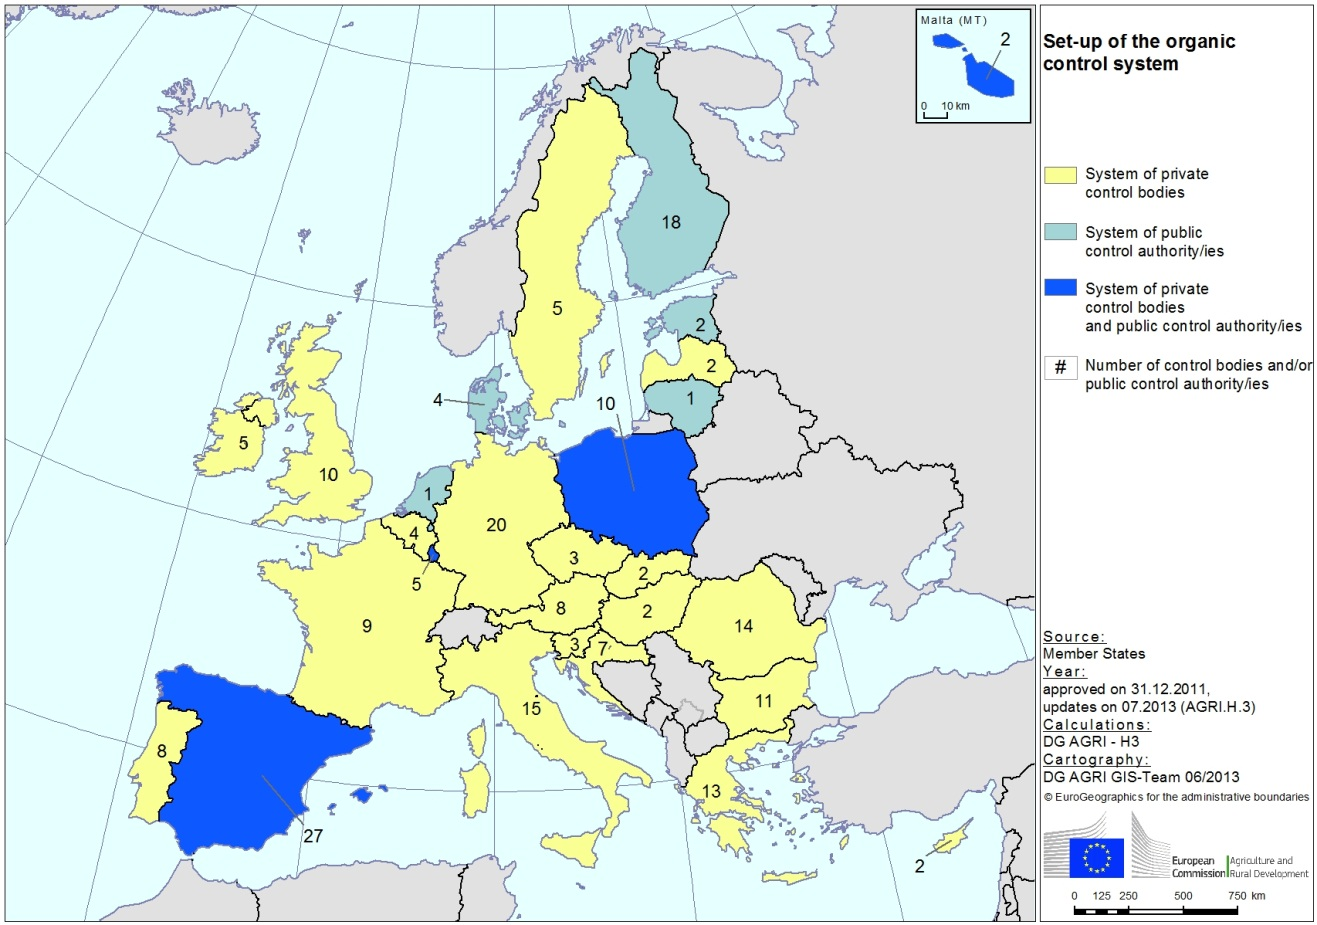 Malta (MT)
2
0 10 km
Set-up of the organic
control system
System of private
control bodies
System of public
control authority/ies
System of private
control bodies
and public control authority/ies
# Number of control bodies and/or
public control authority/ies
18
5
2
2
1
4
10
5
10
1
4
20
5
3
2
8
2
9
14
3
7
11
15
8
13
27
2
Source:
Member States
Year:
approved on 31.12.2011,
updates on 07.2013 (AGRI.H.3)
Calculations:
DG AGRI - H3
Cartography:
DG AGRI GIS-Team 06/2013
© EuroGeographics for the administrative boundaries
European
Commission
Agriculture and
Rural Development
0 125 250 500 750 km